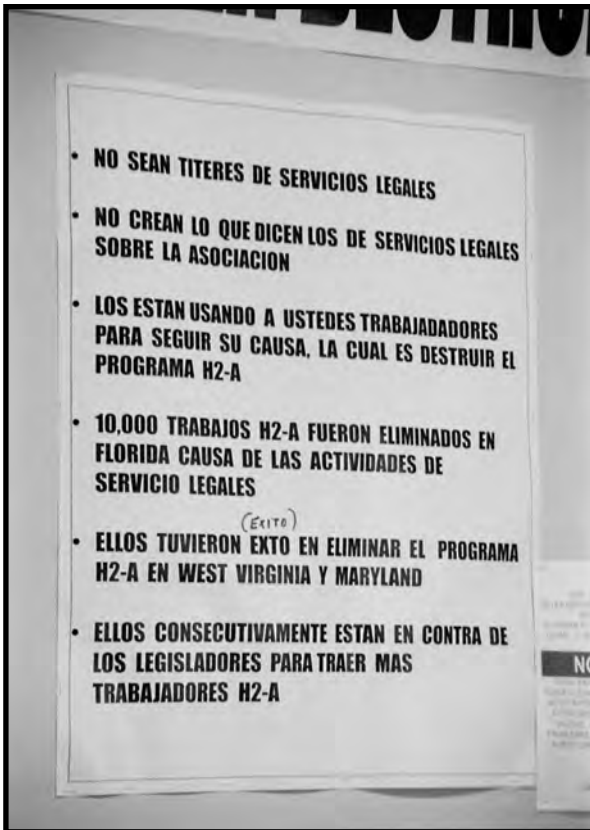 • NO SEAN TITERES DE SERVICIOS LEGALES
• NO CREAN LO QUE DICEN LOS DE SERVICIOS LEGALES
SOBRE LA ASOCIACION
• LOS ESTAN USANDO A USTEDES TRABAJADADORES
PARA SEGUIR SU CAUSA, LA CUAL ES DESTRUIR EL
PROGRAMA H2-A
• 10,000 TRABAJOS H2-A FUERON ELIMINADOS EN
FLORIDA CAUSA DE LAS ACTIVIDADES DE
SERVICIO LEGALES
(EXITO)
• ELLOS TUVIERON EXTO EN ELIMINAR EL PROGRAMA
H2-A EN WEST VIRGINIA Y MARYLAND
• ELLOS CONSECUTIVAMENTE ESTAN EN CONTRA DE
LOS LEGISLADORES PARA TRAER MAS
TRABAJADORES H2-A